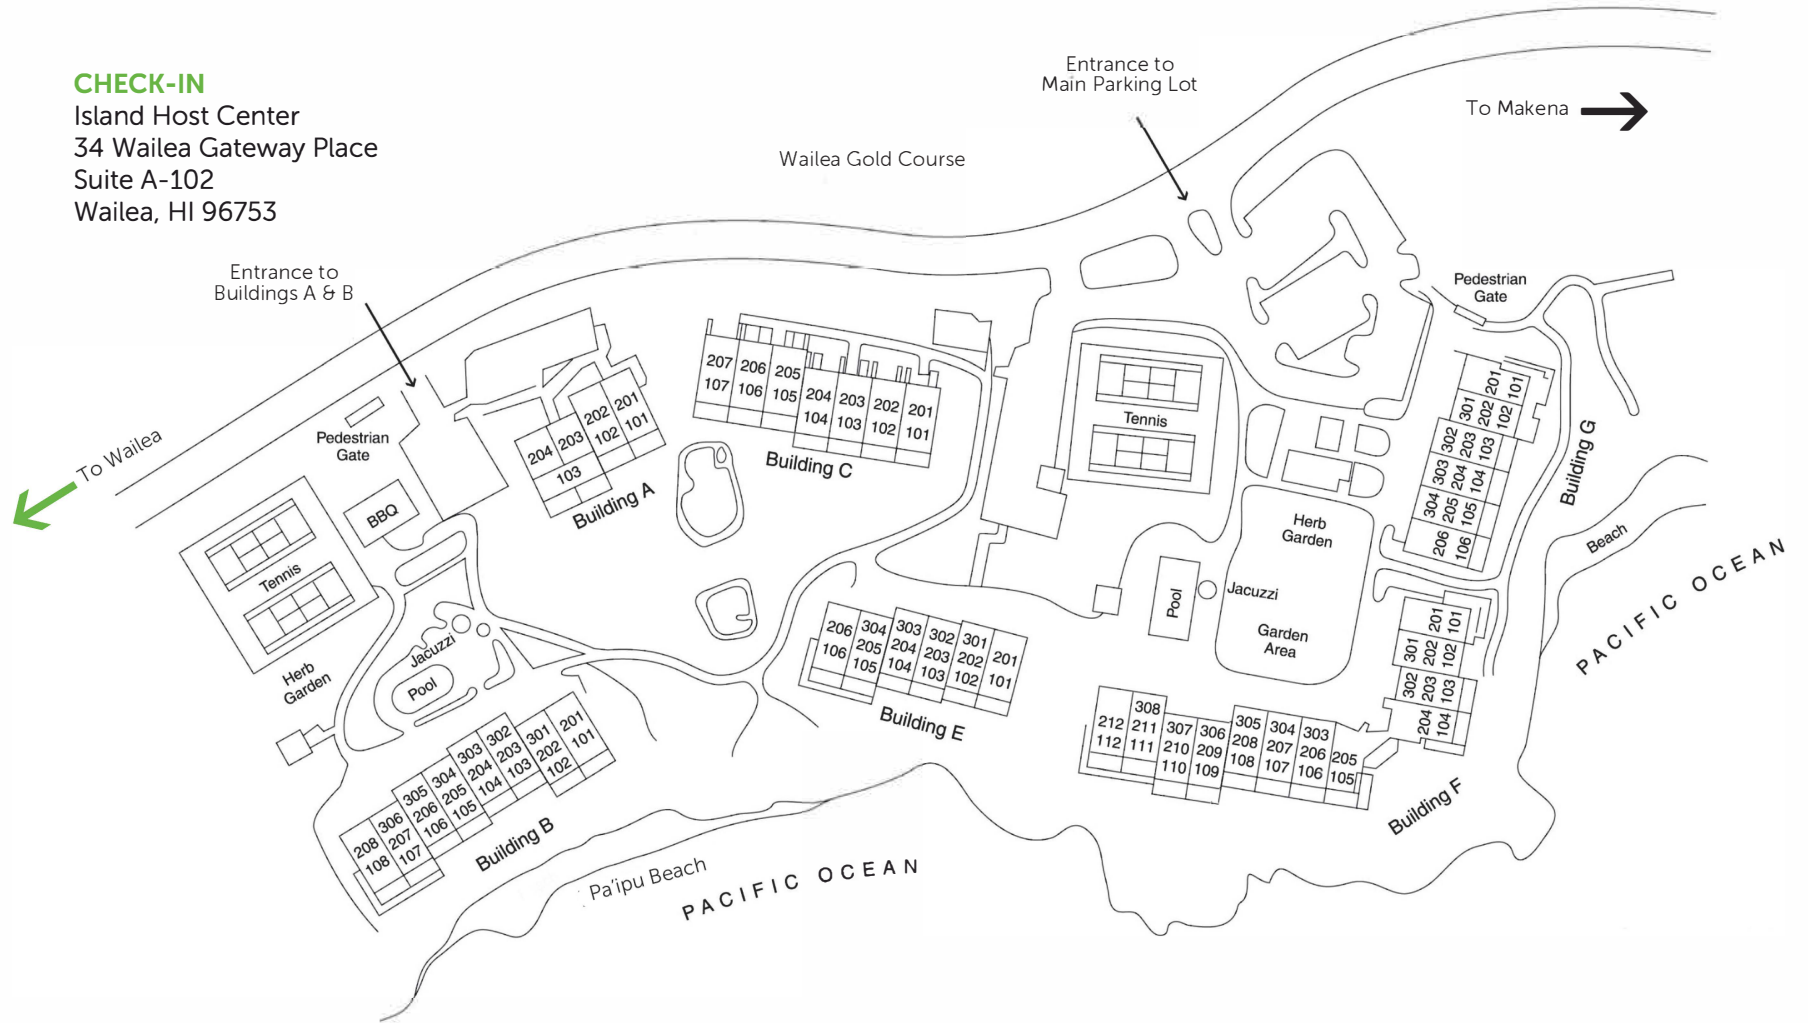 CHECK-IN
Island Host Center
34 Wailea Gateway Place
Suite A-102
Wailea, HI 96753
Entrance to
Main Parking Lot
To Makena
Wailea Gold Course
Entrance to
Buildings A & B
Pedestrian
Gate
To Wailea
Pedestrian
Gate
BBQ
Tennis
Herb
Garden
Jacuzzi
Pool
204 203 202 201
103 102 101
Building A
207 206 205 204 203 202 201
107 106 105 104 103 102 101
Building C
Tennis
Herb
Garden
Pool
Jacuzzi
Garden
Area
201 101
301 202 102
302 203 103
303 204 104
304 205 105
206 106
Building G
Beach
PACIFIC OCEAN
206 304 303 302 301 201
106 205 204 203 202 101
105 104 103 102
Building E
208 306 305 304 303 302 301 201
108 207 206 205 204 203 202 101
107 106 105 104 103 102
Building B
201 101
301 202 102
302 203 103
204 104
308
212 211 307 306 305 304 303
112 111 210 209 208 207 206 205
110 109 108 107 106 105
Building F
Pa'ipu Beach
PACIFIC OCEAN